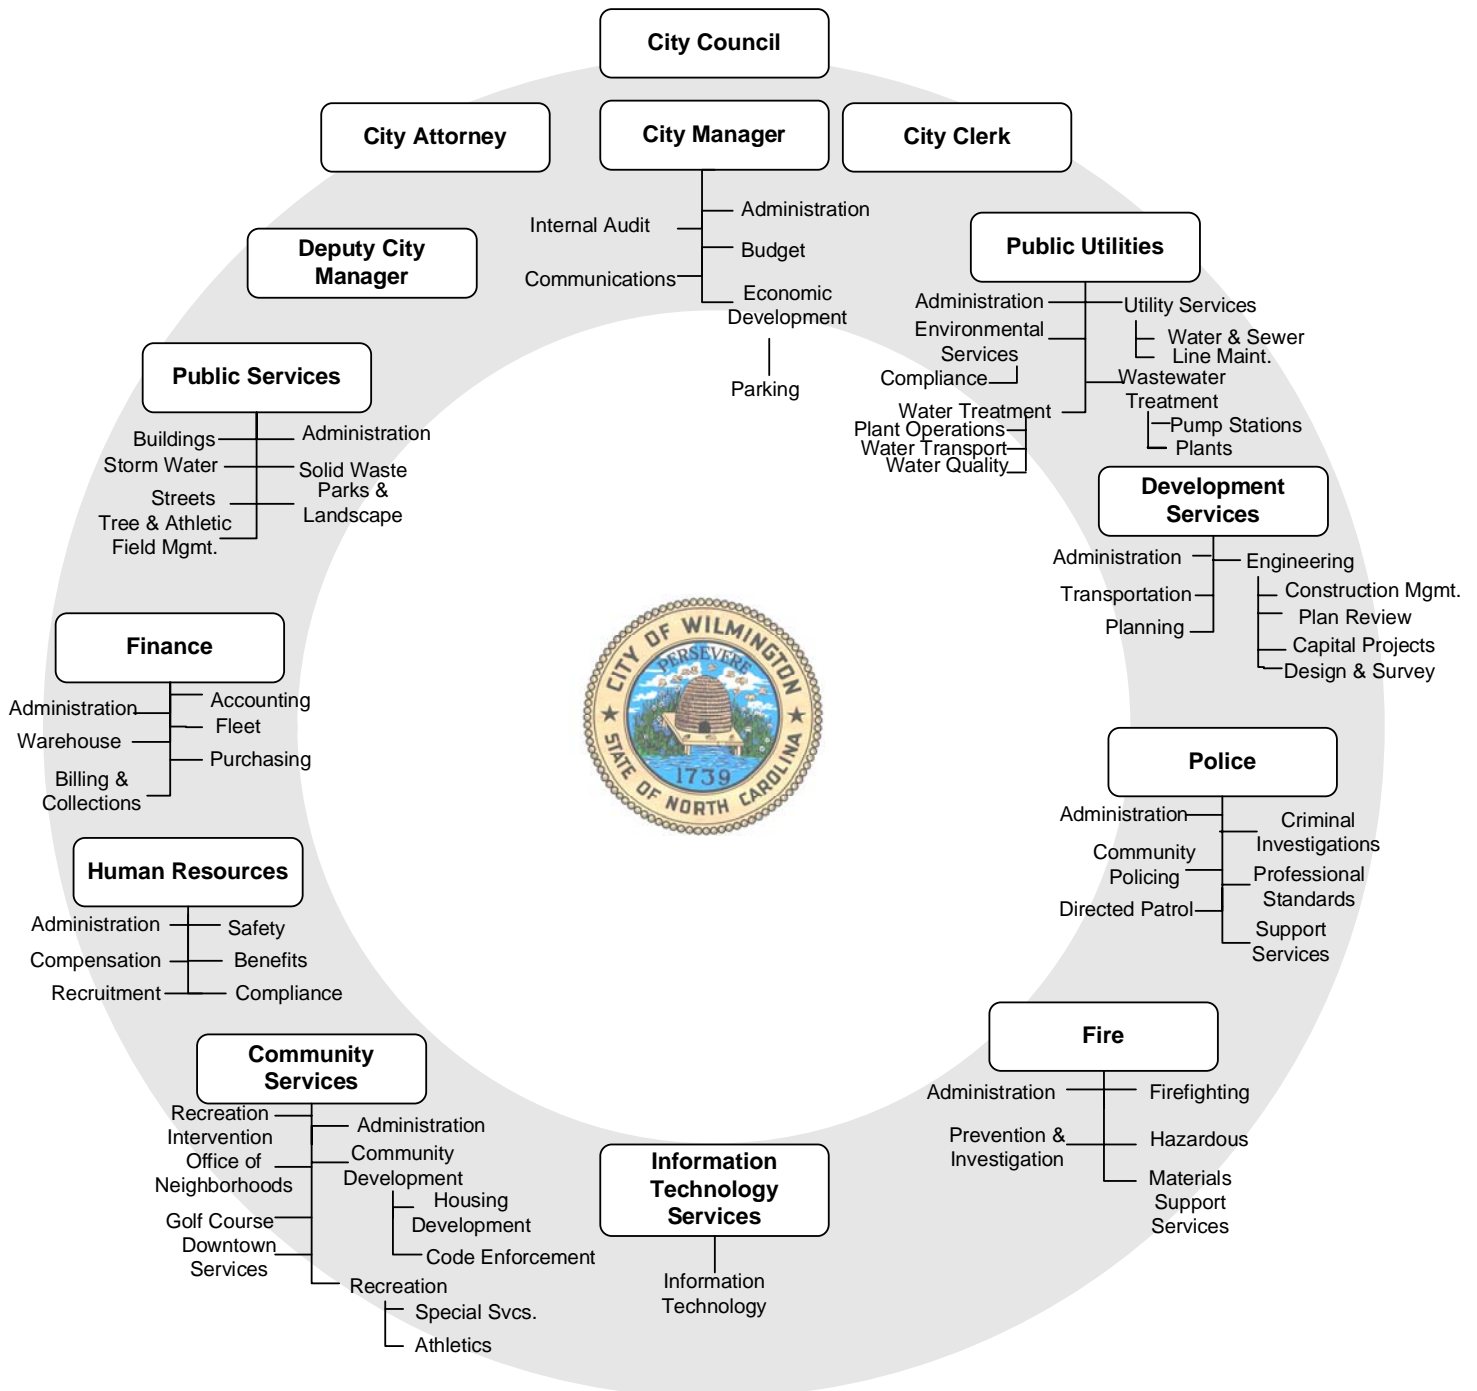 City Council
City Attorney
City Manager
City Clerk
Internal Audit
Communications
Administration
Budget
Economic
Development
Parking
Deputy City
Manager
Public Utilities
Administration
Environmental
Services
Compliance
Water Treatment
Plant Operations
Water Transport
Water Quality
Utility Services
Water & Sewer
Line Maint.
Wastewater
Treatment
Pump Stations
Plants
Public Services
Buildings
Storm Water
Streets
Tree & Athletic
Field Mgmt.
Administration
Solid Waste
Parks &
Landscape
Development
Services
Administration
Transportation
Planning
Engineering
Construction Mgmt.
Plan Review
Capital Projects
Design & Survey
Finance
Administration
Warehouse
Billing &
Collections
Accounting
Fleet
Purchasing
CITY OF WILMINGTON
PERSEVERE
1739
STATE OF NORTH CAROLINA
Police
Administration
Community
Policing
Directed Patrol
Criminal
Investigations
Professional
Standards
Support
Services
Human Resources
Administration
Compensation
Recruitment
Safety
Benefits
Compliance
Fire
Administration
Prevention &
Investigation
Firefighting
Hazardous
Materials
Support
Services
Community
Services
Recreation
Intervention
Office of
Neighborhoods
Golf Course
Downtown
Services
Administration
Community
Development
Housing
Development
Code Enforcement
Recreation
Special Svcs.
Athletics
Information
Technology
Services
Information
Technology